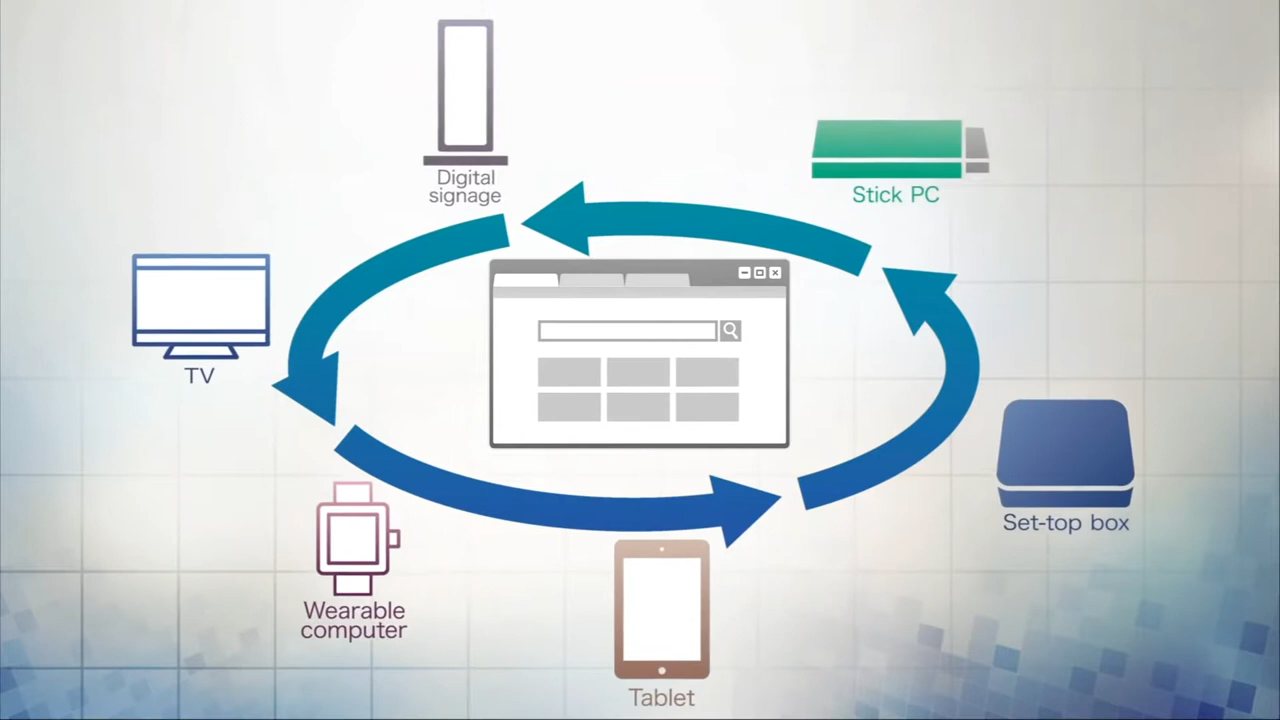 Digital
signage
Stick PC
TV
Set-top box
Wearable
computer
Tablet